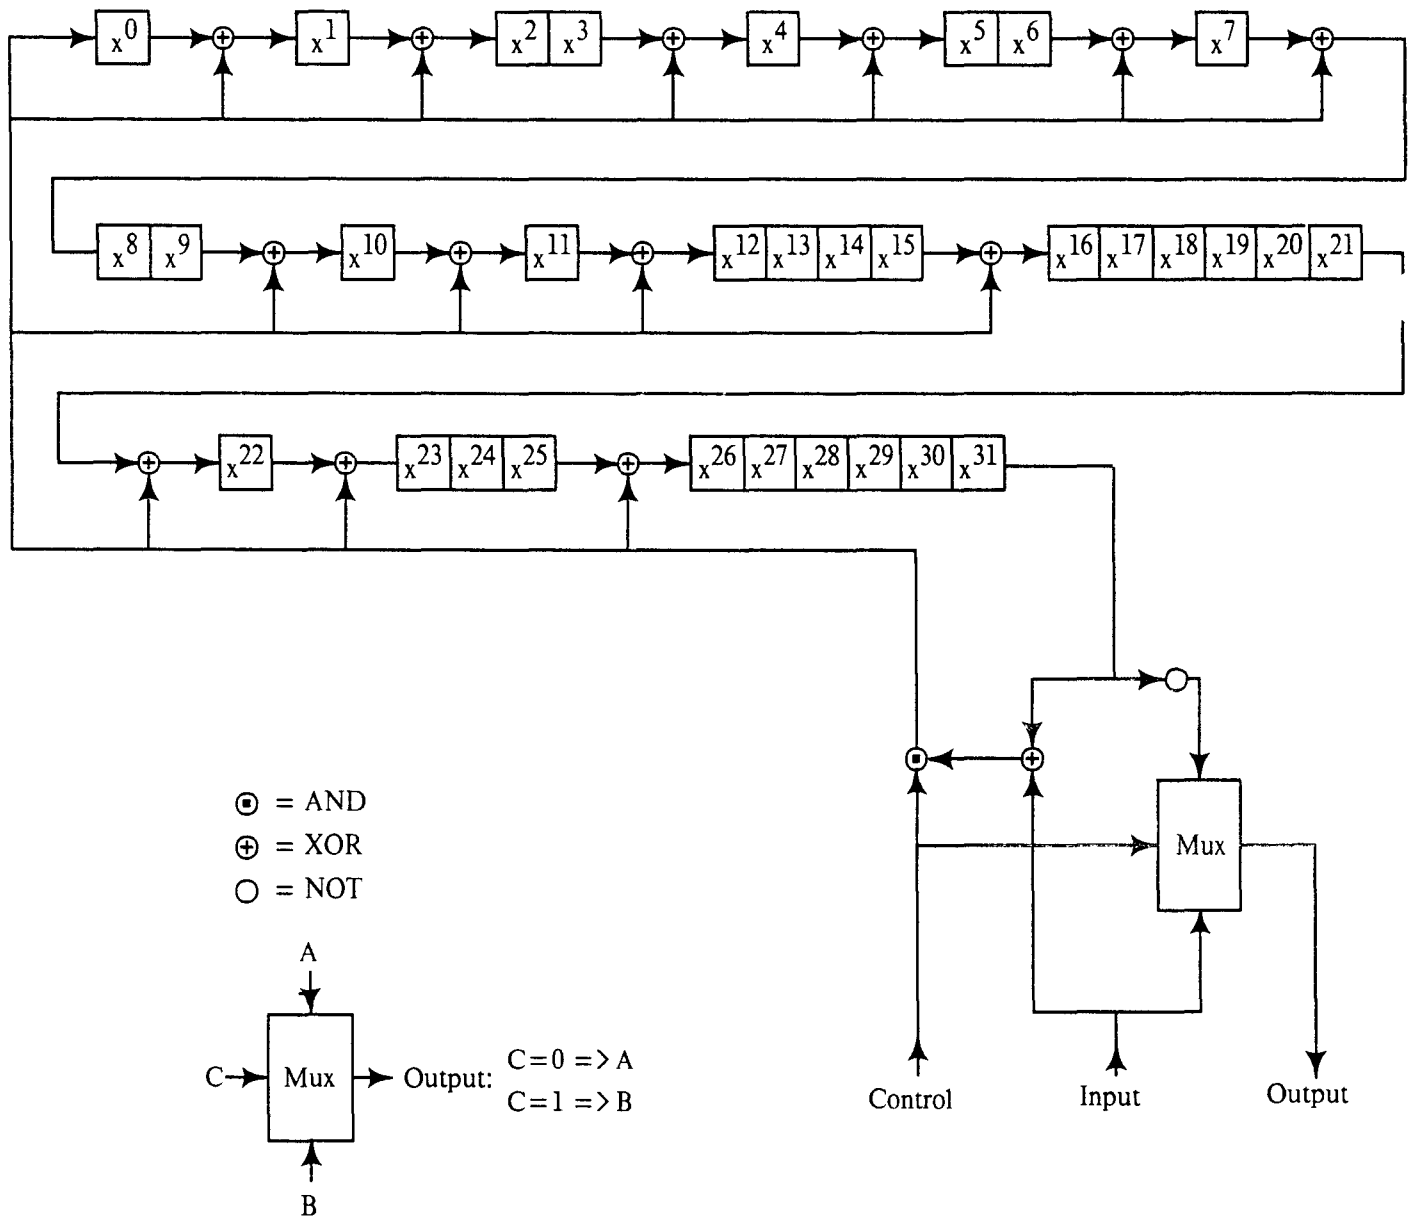 x⁰ x¹ x² x³ x⁴ x⁵ x⁶ x⁷
x⁸ x⁹ x¹⁰ x¹¹ x¹² x¹³ x¹⁴ x¹⁵ x¹⁶ x¹⁷ x¹⁸ x¹⁹ x²⁰ x²¹
x²² x²³ x²⁴ x²⁵ x²⁶ x²⁷ x²⁸ x²⁹ x³⁰ x³¹
⊡ = AND
⊕ = XOR
○ = NOT
Mux
Control
Input
Output
A
C
Mux
Output:
C=0 => A
C=1 => B
B